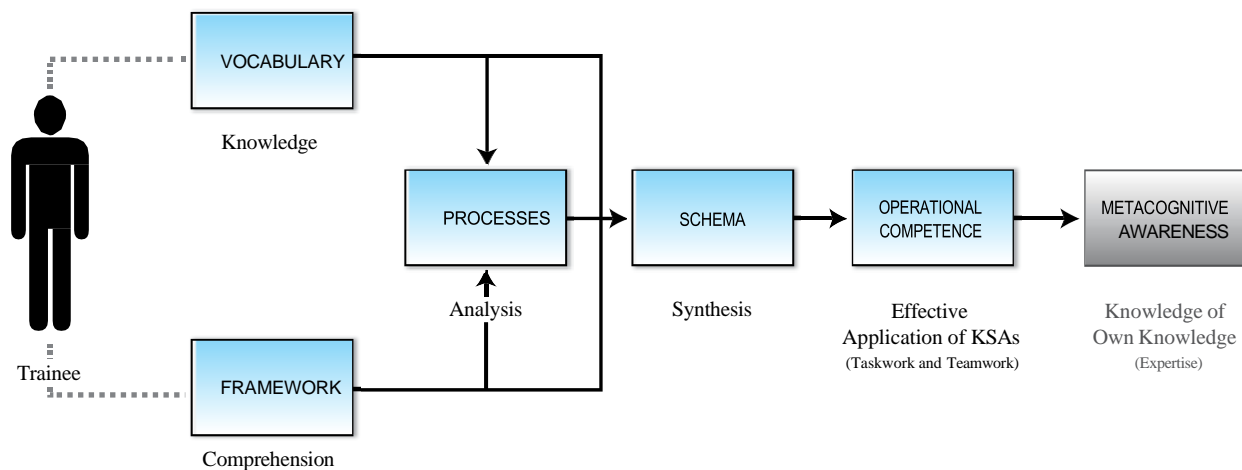 VOCABULARY
Knowledge
Trainee
FRAMEWORK
Comprehension
PROCESSES
Analysis
SCHEMA
Synthesis
OPERATIONAL
COMPETENCE
Effective
Application of KSAs
(Taskwork and Teamwork)
METACOGNITIVE
AWARENESS
Knowledge of
Own Knowledge
(Expertise)